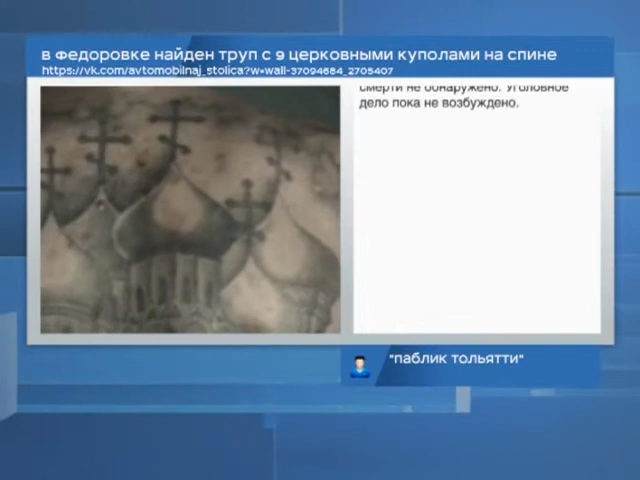 в Федоровке найден труп с 9 церковными куполами на спине
https://vk.com/avtomobilnaj_stolica?w=wall-37094684_2705407
смерти не обнаружено. Уголовное
дело пока не возбуждено.
"паблик тольятти"